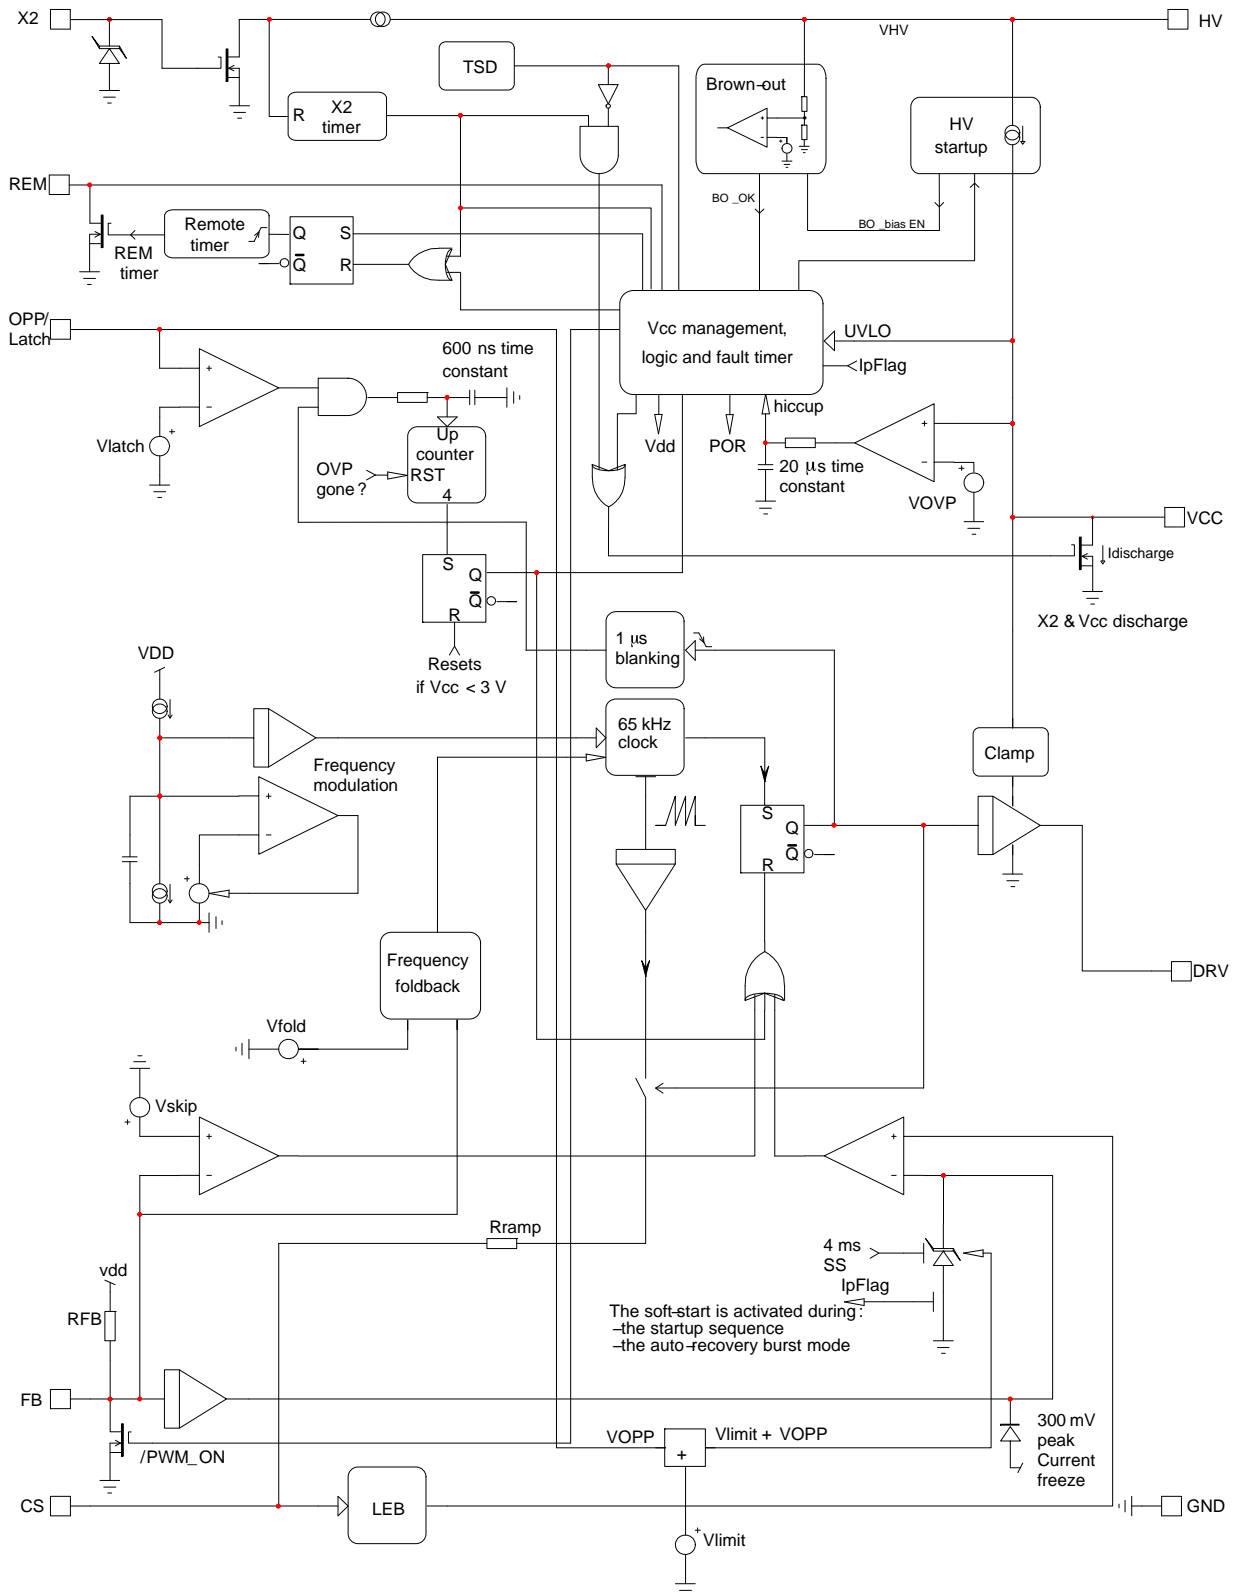 X2
HV
VHV
TSD
Brown-out
R
X2
timer
HV
startup
REM
BO_OK
BO_bias EN
Remote
timer
Q
S
Q
R
REM
timer
OPP/
Latch
Vcc management,
logic and fault timer
UVLO
IpFlag
600 ns time
constant
+
−
+
Vlatch
hiccup
Vdd
POR
+
−
+
20 µs time
constant
VOVP
Up
counter
RST
4
OVP
gone?
VCC
Idischarge
X2 & Vcc discharge
S
Q
Q
R
Resets
if Vcc < 3 V
1 µs
blanking
VDD
65 kHz
clock
Clamp
Frequency
modulation
+
−
+
S
Q
Q
R
Frequency
foldback
DRV
Vfold
+
Vskip
+
+
−
+
−
Rramp
4 ms
SS
IpFlag
vdd
RFB
The soft-start is activated during:
-the startup sequence
-the auto-recovery burst mode
FB
/PWM_ON
VOPP
+
Vlimit + VOPP
300 mV
peak
Current
freeze
CS
LEB
GND
+
Vlimit